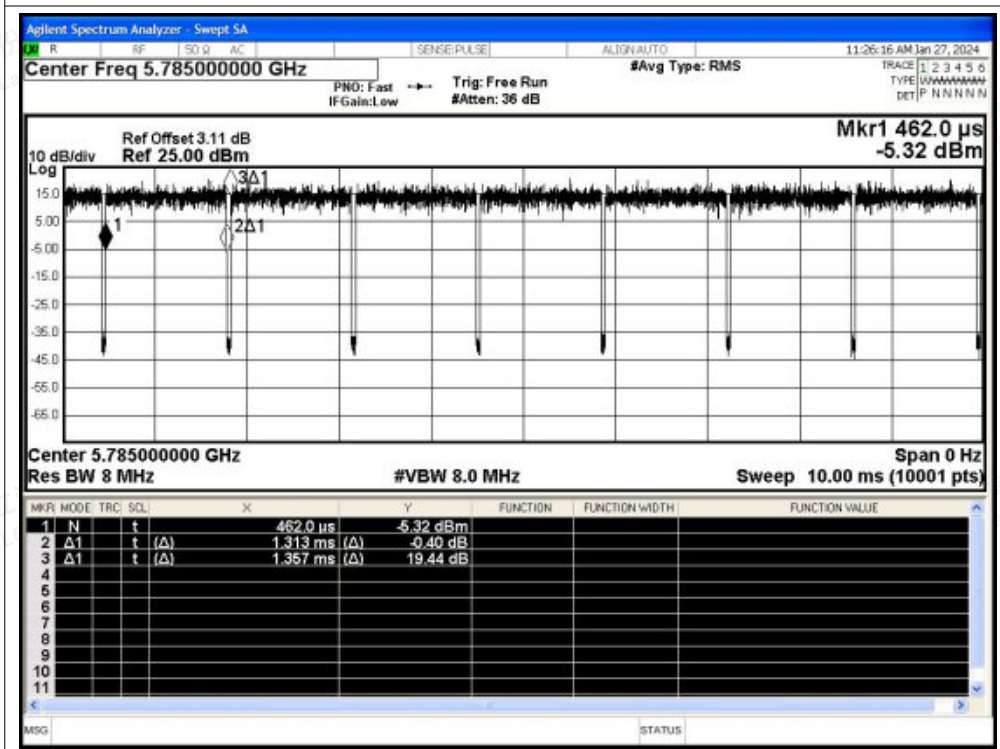 Agilent Spectrum Analyzer - Swept SA
LXI R RF 50 Ω AC SENSE:PULSE ALIGN AUTO 11:26:16 AM Jan 27, 2024
Center Freq 5.785000000 GHz #Avg Type: RMS TRACE 1 2 3 4 5 6
PNO: Fast Trig: Free Run TYPE WWWWWW
IFGain:Low #Atten: 36 dB DET P N N N N N
Mkr1 462.0 µs
Ref Offset 3.11 dB
10 dB/div Ref 25.00 dBm -5.32 dBm
Log
3Δ1
15.0
5.00
1
2Δ1
-5.00
-15.0
-25.0
-35.0
-45.0
-55.0
-65.0
Center 5.785000000 GHz Span 0 Hz
Res BW 8 MHz #VBW 8.0 MHz Sweep 10.00 ms (10001 pts)
MKR MODE TRC SCL X Y FUNCTION FUNCTION WIDTH FUNCTION VALUE
1 N t 462.0 µs -5.32 dBm
2 Δ1 t (Δ) 1.313 ms (Δ) -0.40 dB
3 Δ1 t (Δ) 1.357 ms (Δ) 19.44 dB
4
5
6
7
8
9
10
11
MSG STATUS